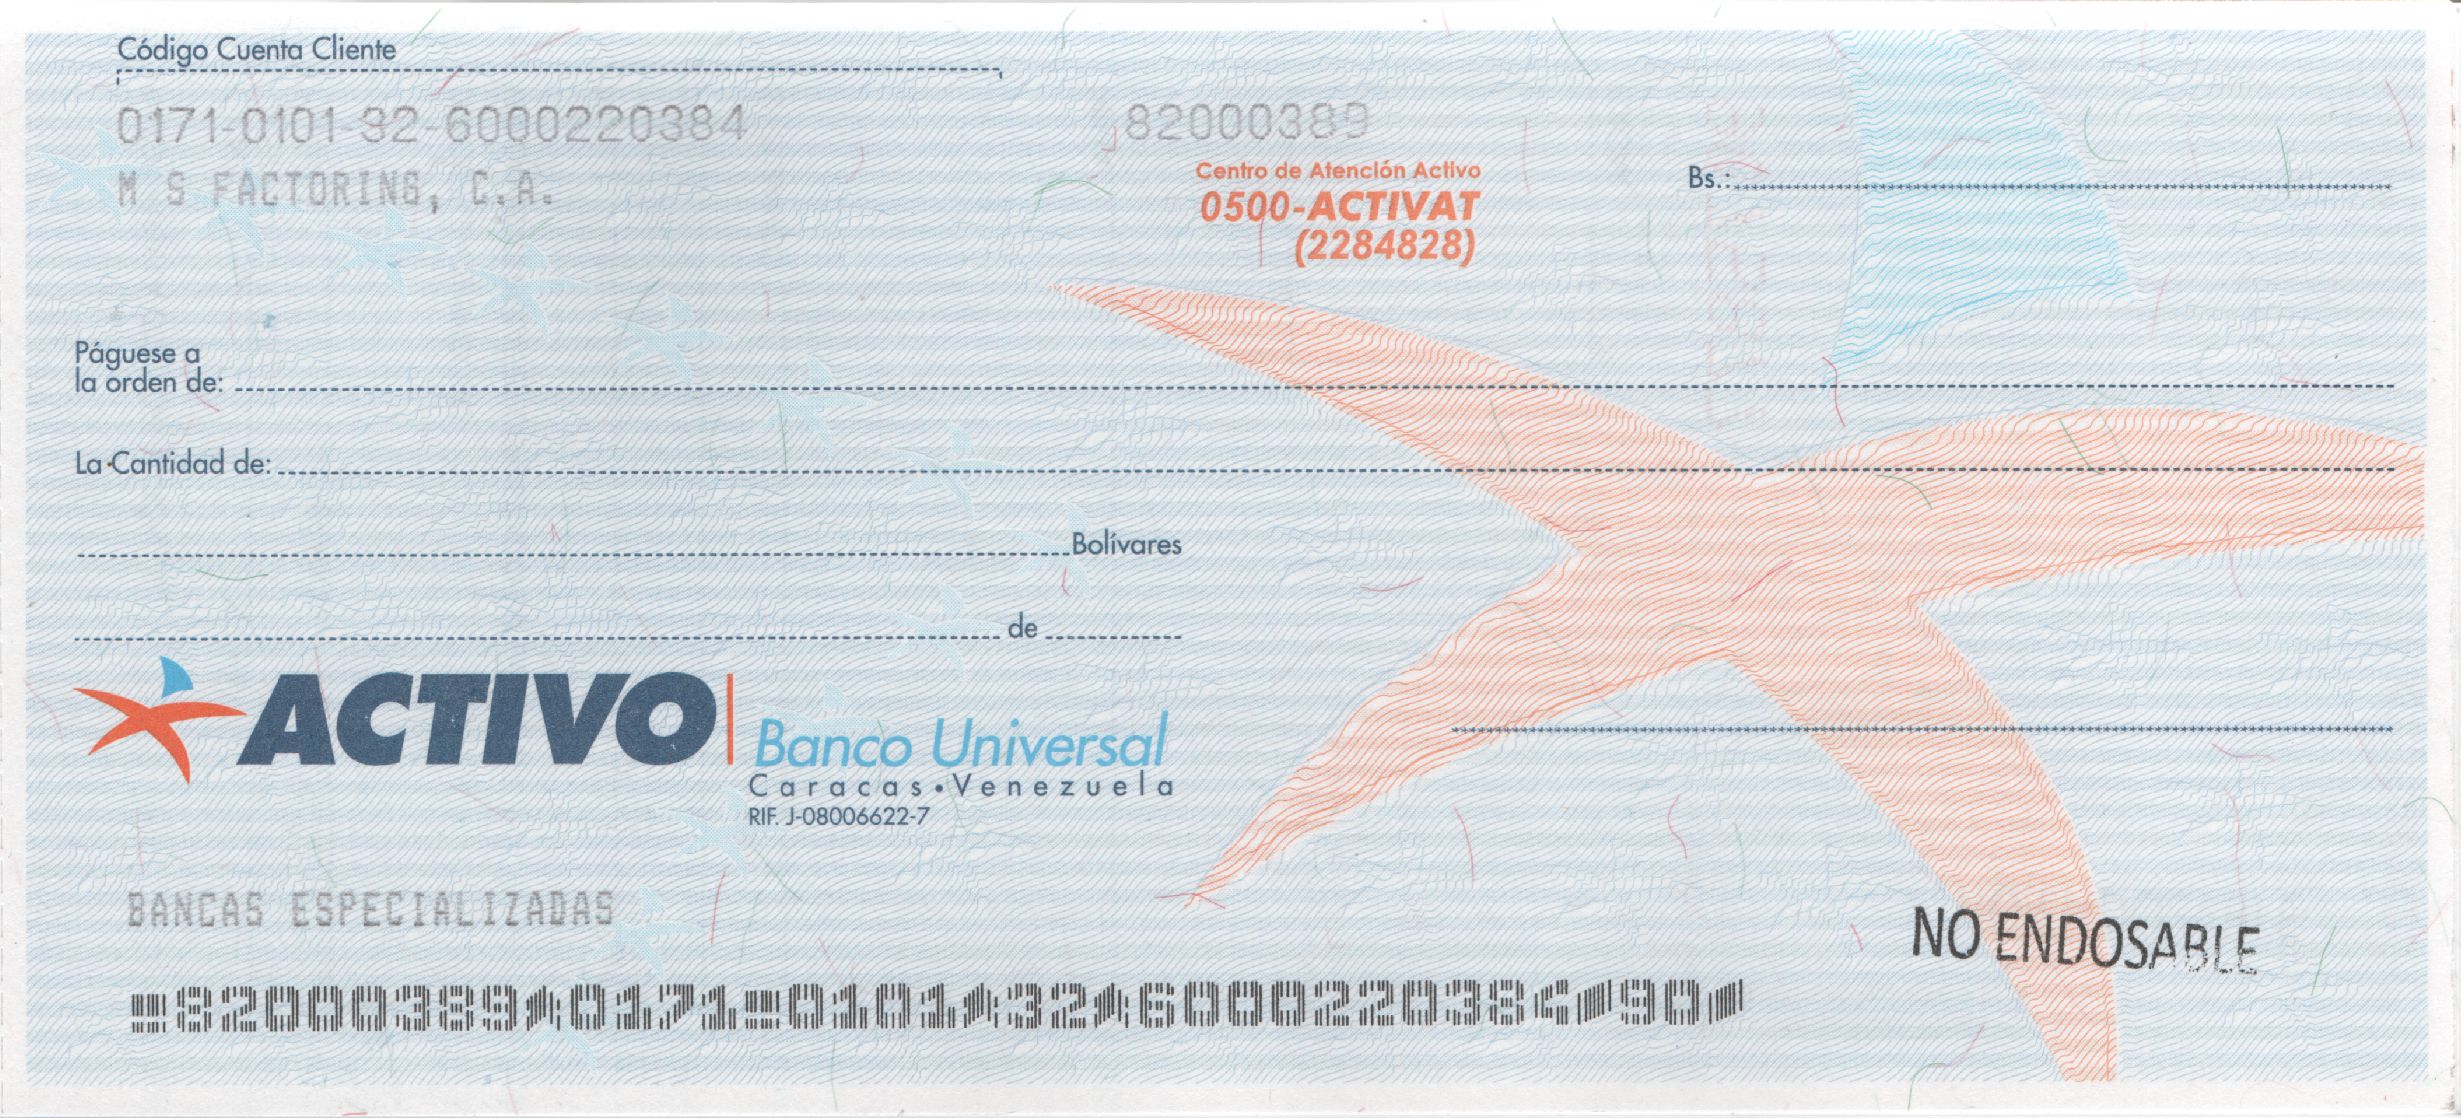 Código Cuenta Cliente
0171-0101-32-6000220384
82000389
M S FACTORING, C.A.
Centro de Atención Activo
0500-ACTIVAT
(2284828)
Bs.:
Páguese a
la orden de:
La Cantidad de:
Bolívares
de
ACTIVO
Banco Universal
Caracas•Venezuela
RIF. J-08006622-7
BANCAS ESPECIALIZADAS
NO ENDOSABLE
82000389 0171 0101 32 6000220384 90